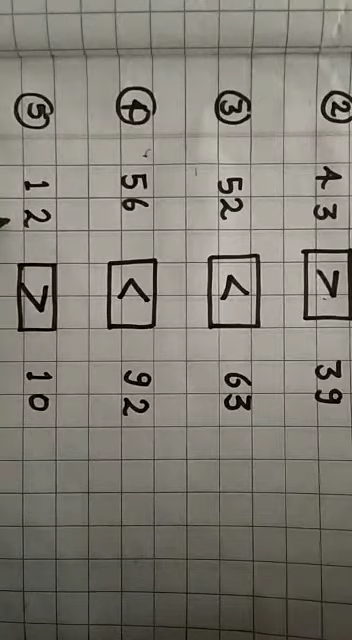 ② 43 > 39
③ 52 < 63
④ 56 < 92
⑤ 12 > 10